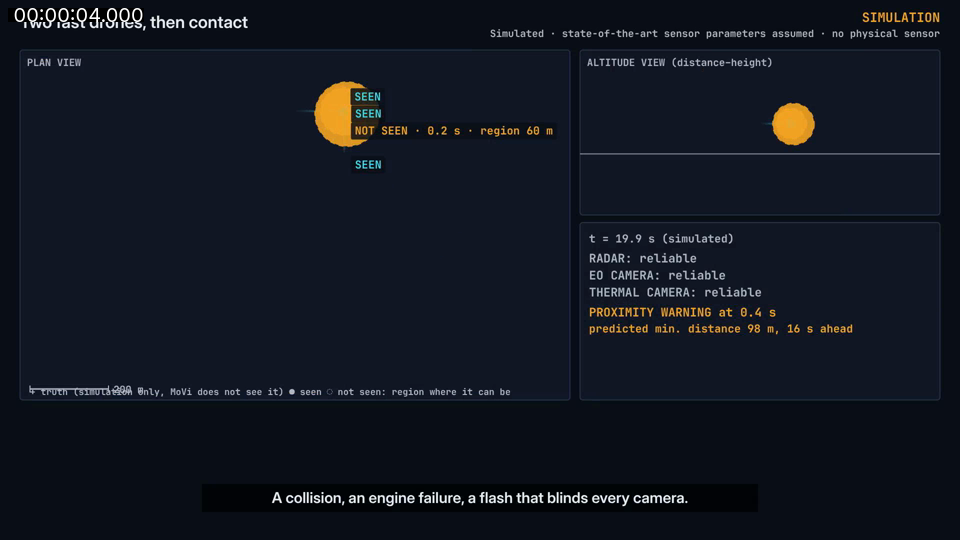 00:00:04.000
Two fast drones, then contact
SIMULATION
Simulated · state-of-the-art sensor parameters assumed · no physical sensor
PLAN VIEW
SEEN
SEEN
NOT SEEN · 0.2 s · region 60 m
SEEN
200 m
truth (simulation only, MoVi does not see it) ● seen ○ not seen: region where it can be
ALTITUDE VIEW (distance-height)
t = 19.9 s (simulated)
RADAR: reliable
EO CAMERA: reliable
THERMAL CAMERA: reliable
PROXIMITY WARNING at 0.4 s
predicted min. distance 98 m, 16 s ahead
A collision, an engine failure, a flash that blinds every camera.